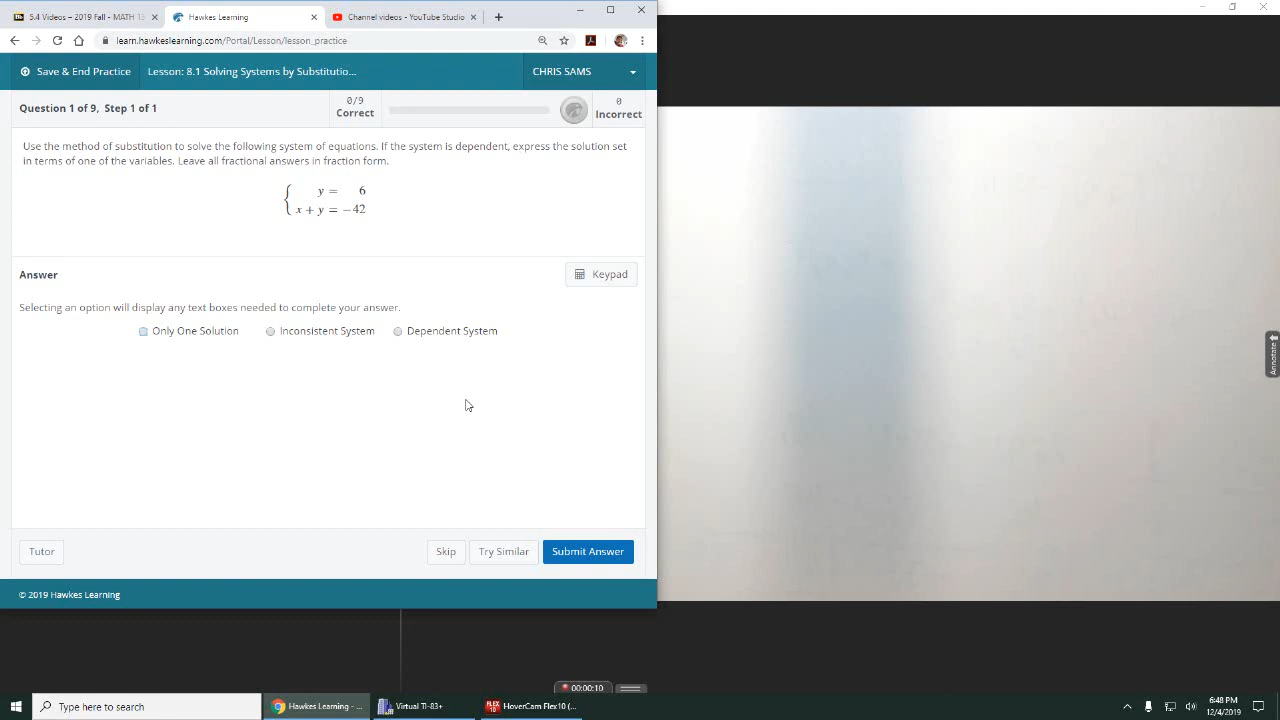 5.4 Videos – 2019 Fall - MATH 13
Hawkes Learning
Channel videos - YouTube Studio
learn.hawkeslearning.com/Portal/Lesson/lesson_practice
Save & End Practice
Lesson: 8.1 Solving Systems by Substitutio...
CHRIS SAMS
Question 1 of 9, Step 1 of 1
0/9
Correct
0
Incorrect
Use the method of substitution to solve the following system of equations. If the system is dependent, express the solution set
in terms of one of the variables. Leave all fractional answers in fraction form.
y = 6
x + y = −42
Answer
Keypad
Selecting an option will display any text boxes needed to complete your answer.
Only One Solution
Inconsistent System
Dependent System
Tutor
Skip
Try Similar
Submit Answer
© 2019 Hawkes Learning
Annotate
00:00:10
Type here to search
Hawkes Learning - ...
Virtual TI-83+
HoverCam Flex10 (...
6:48 PM
12/4/2019